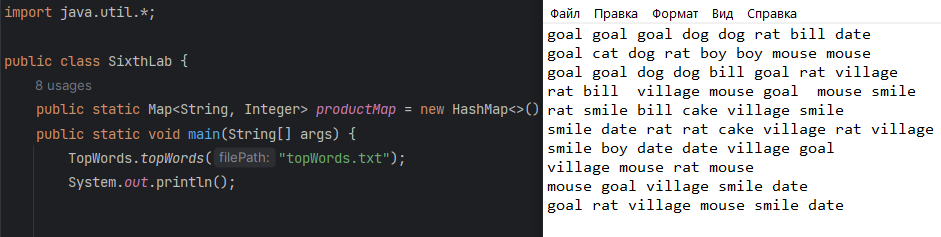 import java.util.*;
public class SixthLab {
8 usages
public static Map<String, Integer> productMap = new HashMap<>()
public static void main(String[] args) {
TopWords.topWords( filePath: "topWords.txt");
System.out.println();
Файл Правка Формат Вид Справка
goal goal goal dog dog rat bill date
goal cat dog rat boy boy mouse mouse
goal goal dog dog bill goal rat village
rat bill  village mouse goal  mouse smile
rat smile bill cake village smile
smile date rat rat cake village rat village
smile boy date date village goal
village mouse rat mouse
mouse goal village smile date
goal rat village mouse smile date